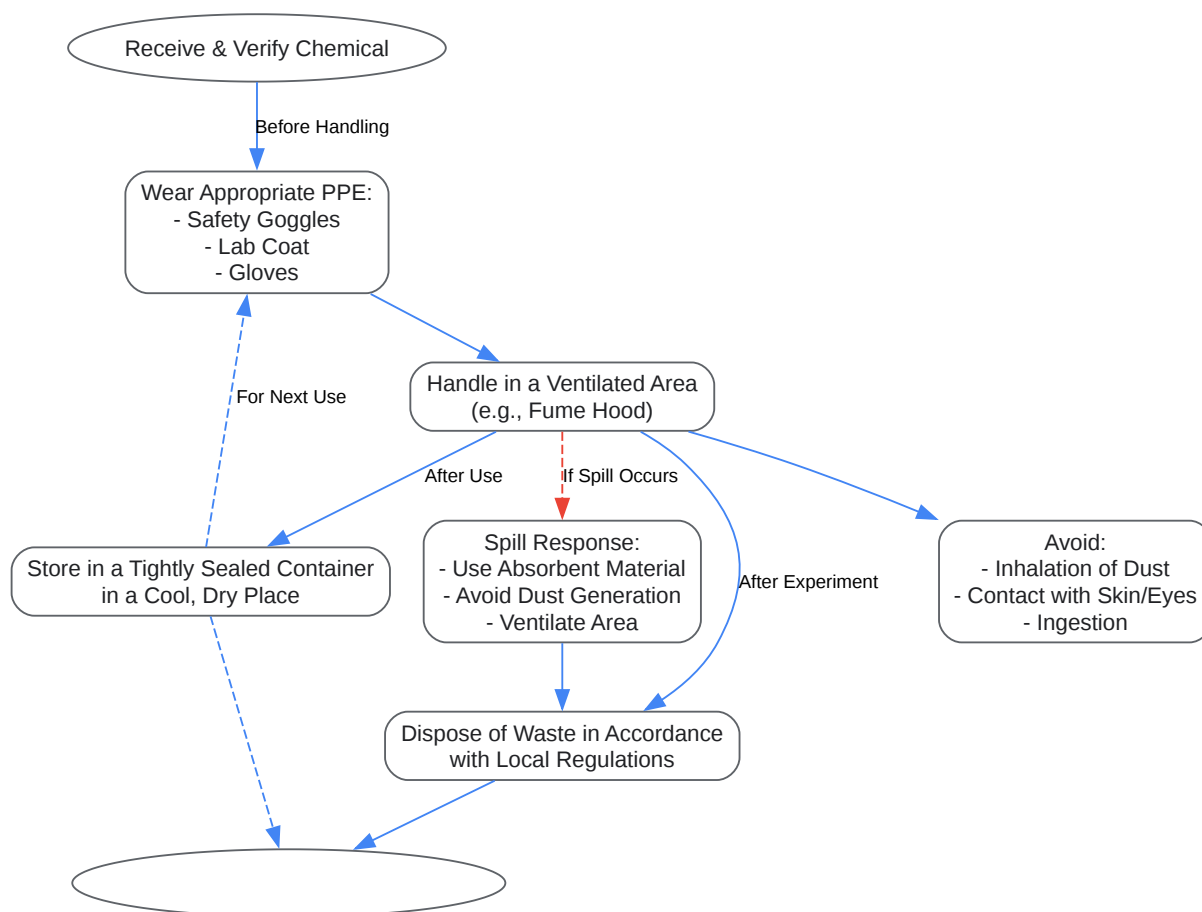 Receive & Verify Chemical
Before Handling
Wear Appropriate PPE:
- Safety Goggles
- Lab Coat
- Gloves
For Next Use
Handle in a Ventilated Area
(e.g., Fume Hood)
After Use
If Spill Occurs
After Experiment
Store in a Tightly Sealed Container
in a Cool, Dry Place
Spill Response:
- Use Absorbent Material
- Avoid Dust Generation
- Ventilate Area
Avoid:
- Inhalation of Dust
- Contact with Skin/Eyes
- Ingestion
Dispose of Waste in Accordance
with Local Regulations